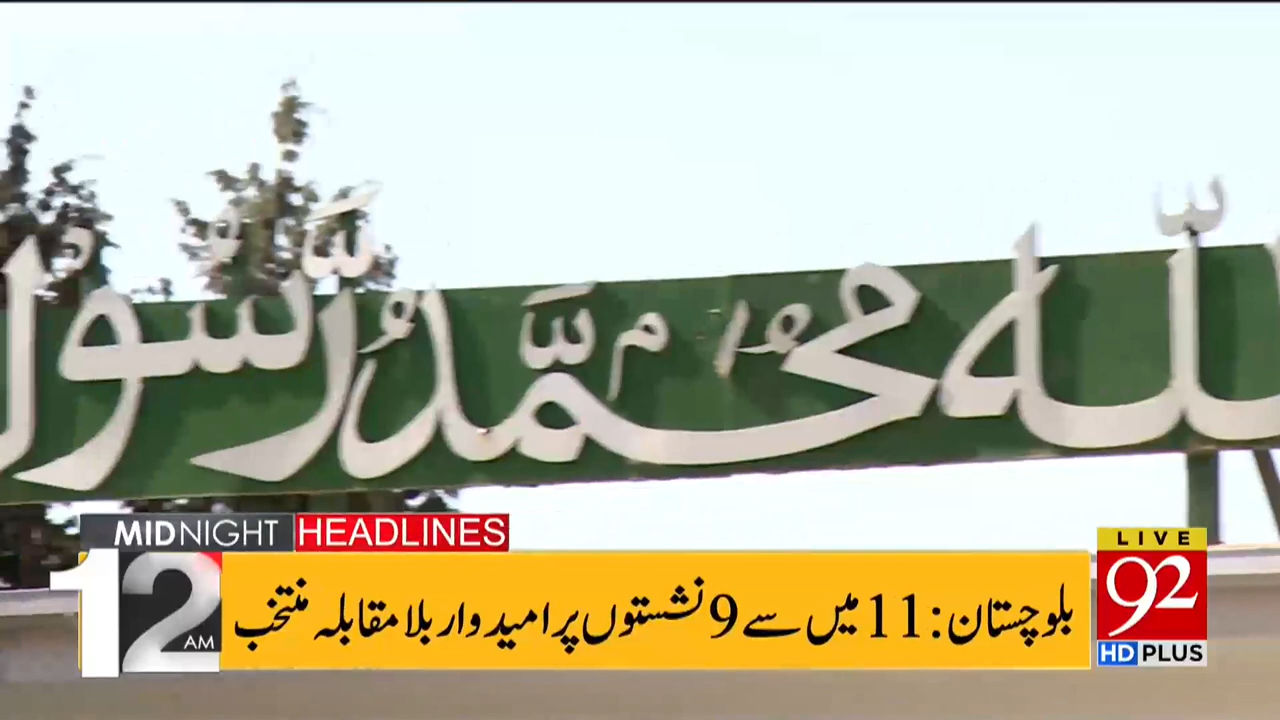 اللہ محمد رسول
MIDNIGHT HEADLINES
12 AM
بلوچستان: 11 میں سے 9 نشستوں پر امیدوار بلا مقابلہ منتخب
LIVE
92
HD PLUS